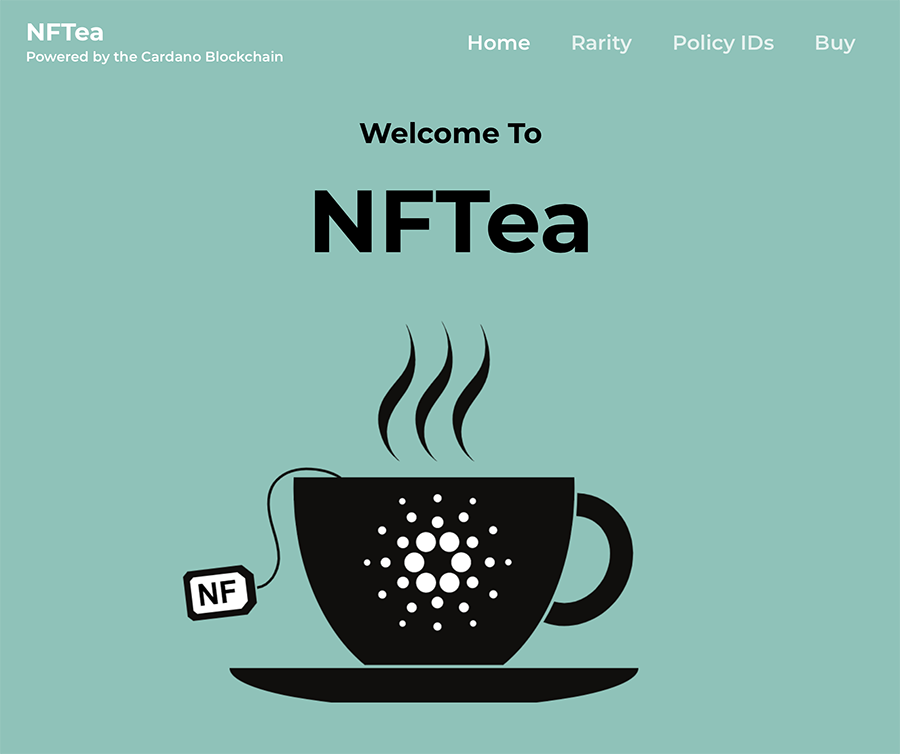 NFTea
Powered by the Cardano Blockchain
Home Rarity Policy IDs Buy
Welcome To
NFTea
NF